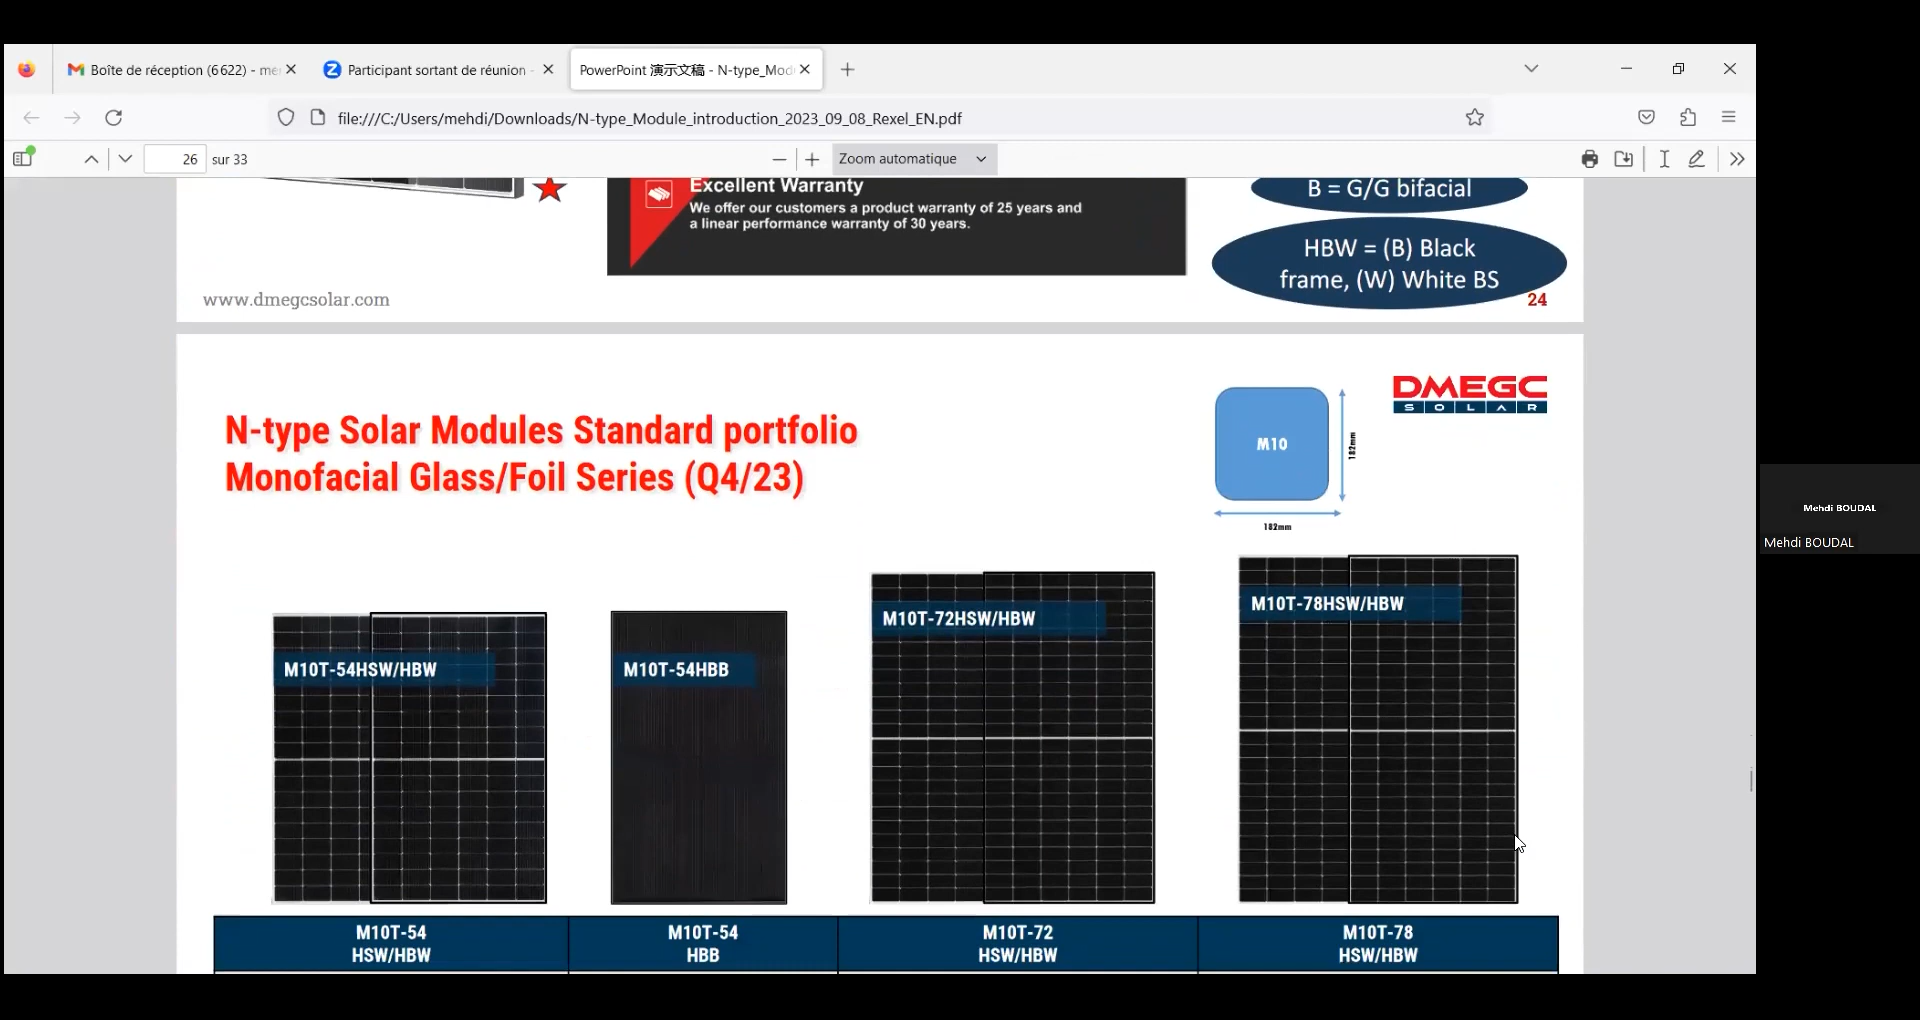 Boîte de réception (6 622) - me
Participant sortant de réunion -
PowerPoint 演示文稿 - N-type_Mod
file:///C:/Users/mehdi/Downloads/N-type_Module_introduction_2023_09_08_Rexel_EN.pdf
26 sur 33
Zoom automatique
Excellent Warranty
We offer our customers a product warranty of 25 years and
a linear performance warranty of 30 years.
B = G/G bifacial
HBW = (B) Black
frame, (W) White BS
www.dmegcsolar.com
24
N-type Solar Modules Standard portfolio
Monofacial Glass/Foil Series (Q4/23)
M10
182mm
182mm
DMEGC
SOLAR
M10T-54HSW/HBW
M10T-54HBB
M10T-72HSW/HBW
M10T-78HSW/HBW
M10T-54
HSW/HBW
M10T-54
HBB
M10T-72
HSW/HBW
M10T-78
HSW/HBW
Mehdi BOUDAL
Mehdi BOUDAL